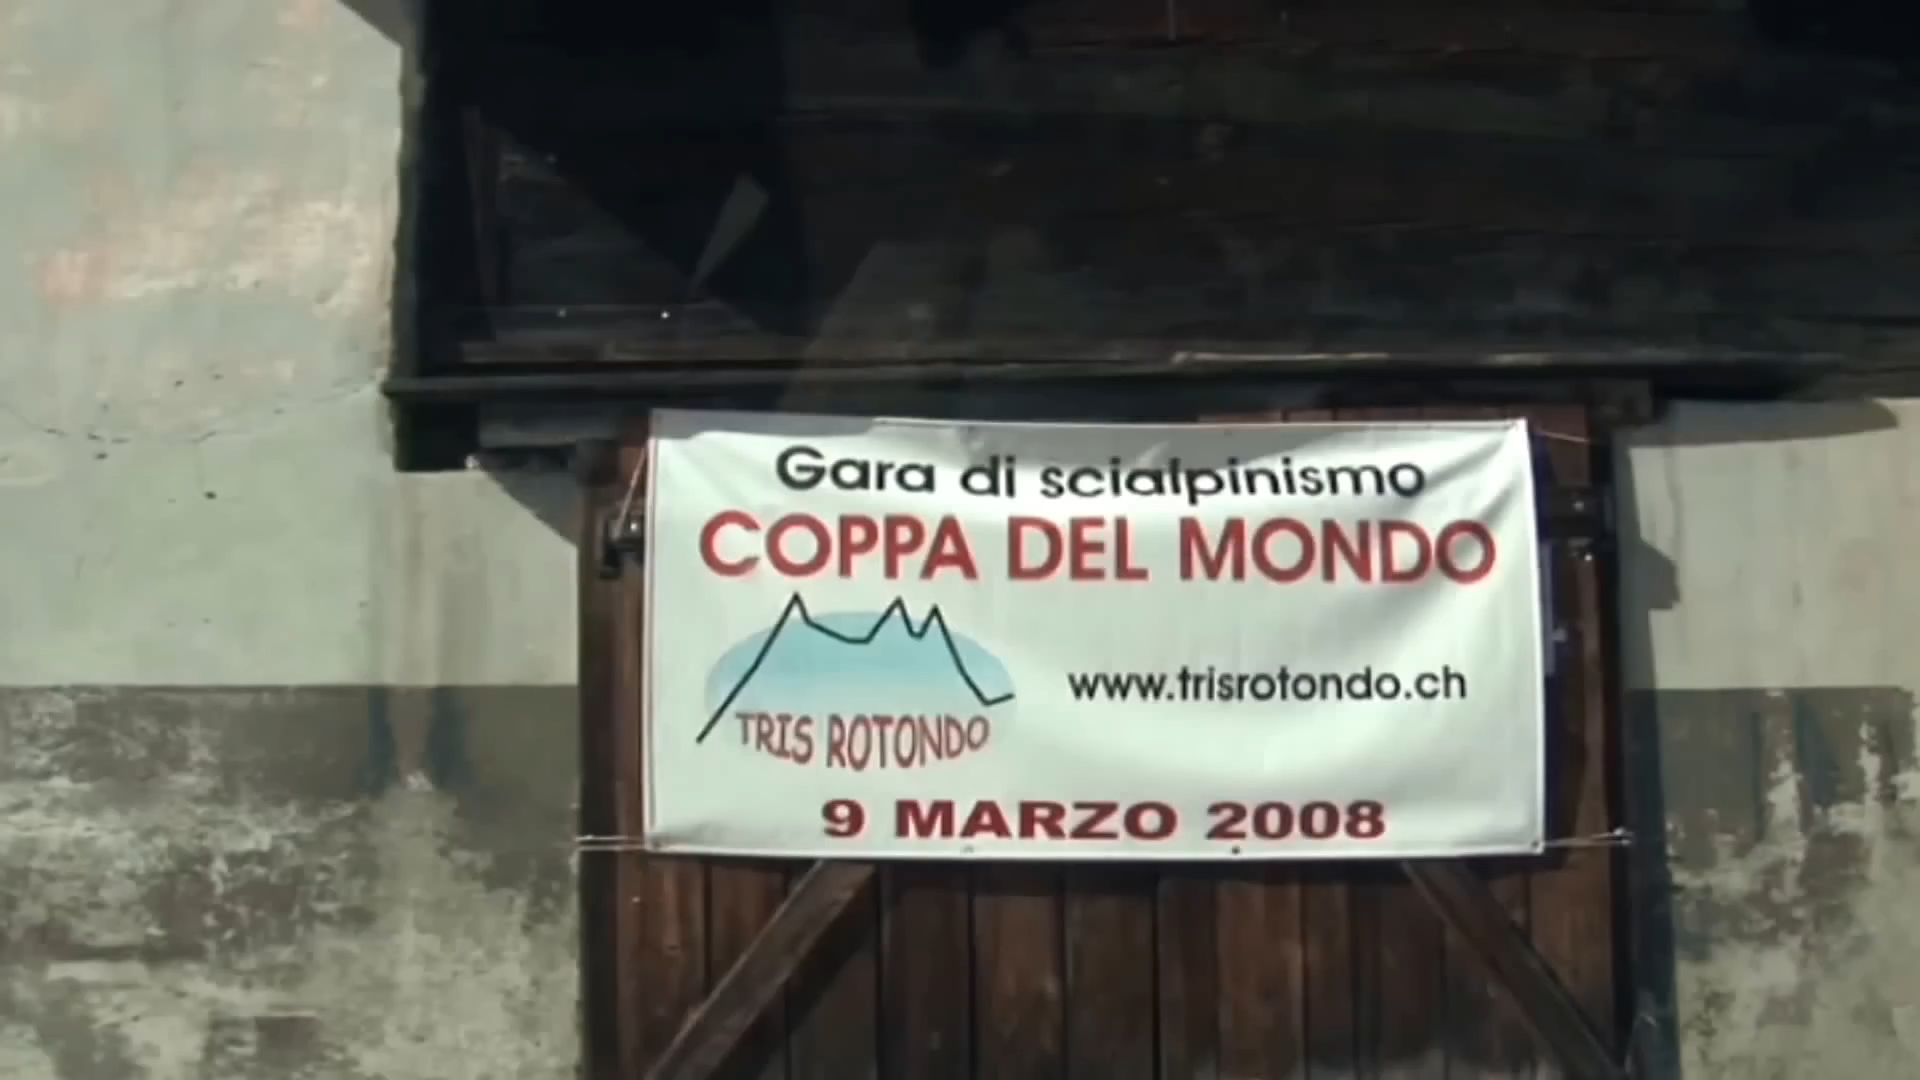 Gara di scialpinismo
COPPA DEL MONDO
www.trisrotondo.ch
TRIS ROTONDO
9 MARZO 2008